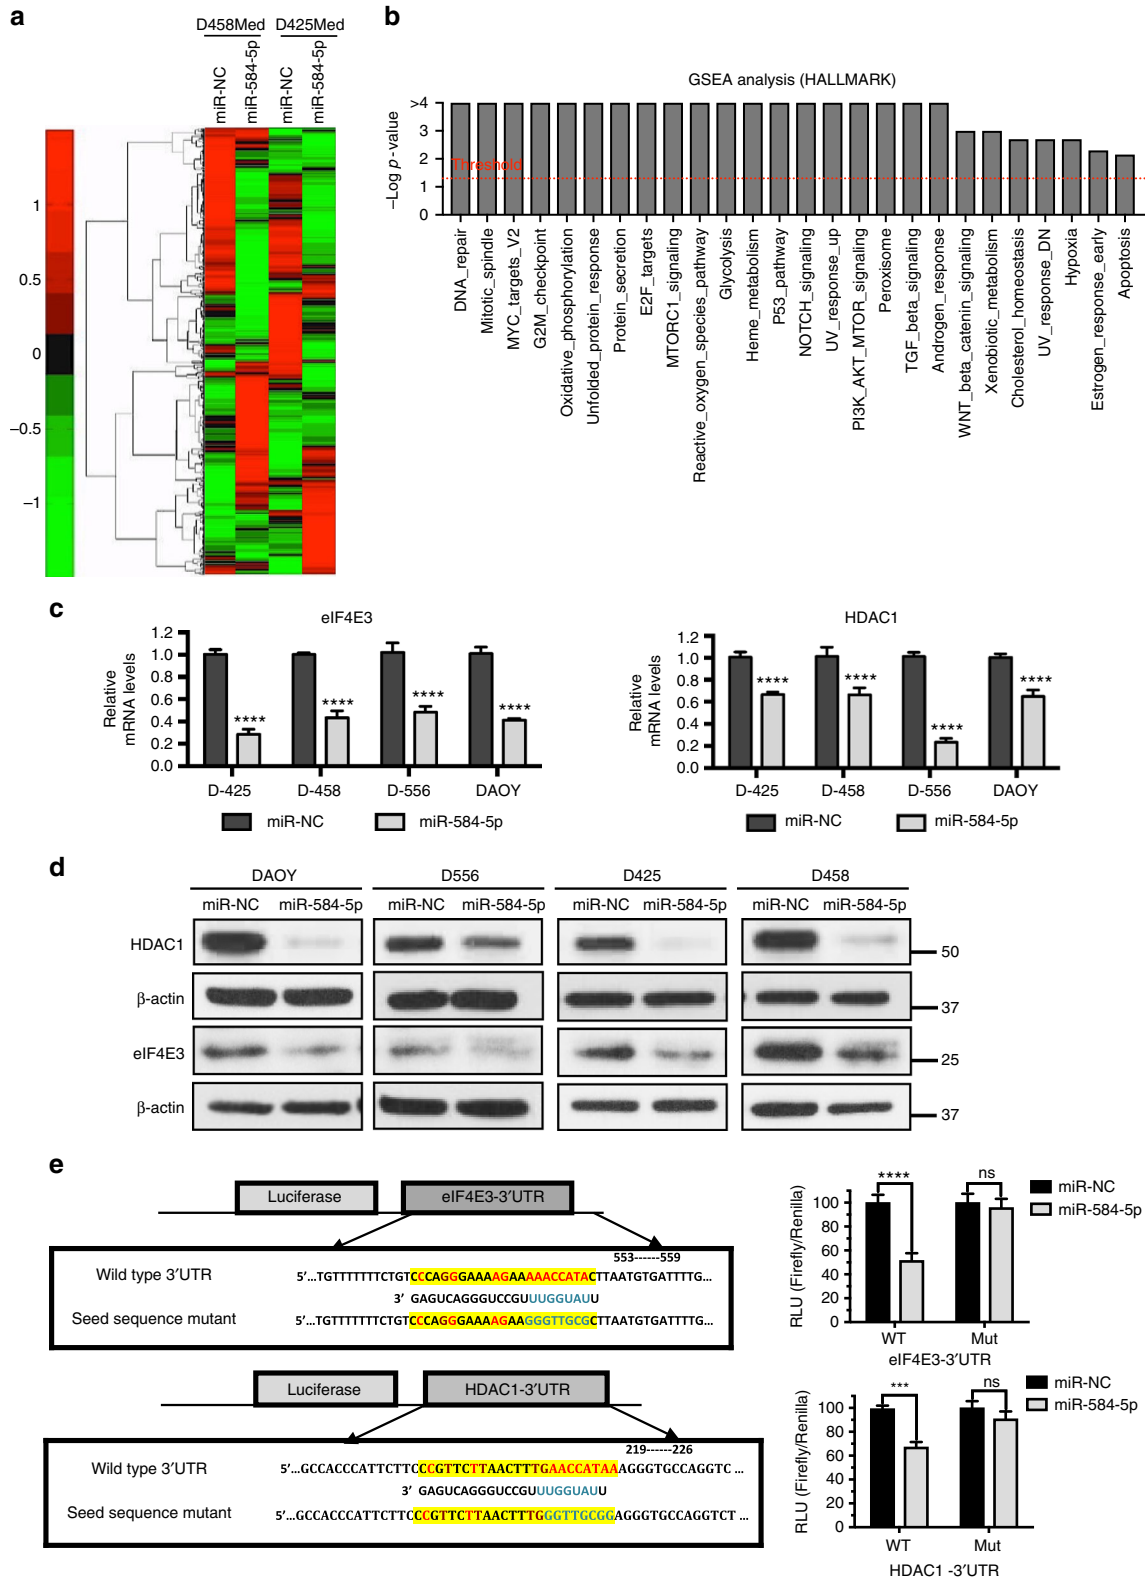 a
D458Med D425Med
miR-NC
miR-584-5p
miR-NC
miR-584-5p
1
0.5
0
−0.5
−1
b
GSEA analysis (HALLMARK)
−Log p-value
>4
3
2
1
0
Threshold
DNA_repair
Mitotic_spindle
MYC_targets_V2
G2M_checkpoint
Oxidative_phosphorylation
Unfolded_protein_response
Protein_secretion
E2F_targets
MTORC1_signaling
Reactive_oxygen_species_pathway
Glycolysis
Heme_metabolism
P53_pathway
NOTCH_signaling
UV_response_up
PI3K_AKT_MTOR_signaling
Peroxisome
TGF_beta_signaling
Androgen_response
WNT_beta_catenin_signaling
Xenobiotic_metabolism
Cholesterol_homeostasis
UV_response_DN
Hypoxia
Estrogen_response_early
Apoptosis
c
eIF4E3
Relative
mRNA levels
1.2
1.0
0.8
0.6
0.4
0.2
0.0
**** **** **** ****
D-425 D-458 D-556 DAOY
miR-NC miR-584-5p
HDAC1
Relative
mRNA levels
1.2
1.0
0.8
0.6
0.4
0.2
0.0
**** **** **** ****
D-425 D-458 D-556 DAOY
miR-NC miR-584-5p
d
DAOY D556 D425 D458
miR-NC miR-584-5p miR-NC miR-584-5p miR-NC miR-584-5p miR-NC miR-584-5p
HDAC1 50
β-actin 37
eIF4E3 25
β-actin 37
e
Luciferase eIF4E3-3′UTR
553------559
Wild type 3′UTR 5′...TGTTTTTTCTGTCCCAGGGAAAAGAAAAACCATACTTAATGTGATTTTG...
3′ GAGUCAGGGUCCGUUUGGUAUU
Seed sequence mutant 5′...TGTTTTTTCTGTCCCAGGGAAAAGAAGGGTTGCGCTTAATGTGATTTTG...
RLU (Firefly/Renilla)
100
80
60
40
20
0
**** ns
miR-NC
miR-584-5p
WT Mut
eIF4E3-3′UTR
Luciferase HDAC1-3′UTR
219------226
Wild type 3′UTR 5′...GCCACCCATTCTTCCCGTTCTTAACTTTGAACCATAAAGGGTGCCAGGTC ...
3′ GAGUCAGGGUCCGUUUGGUAUU
Seed sequence mutant 5′...GCCACCCATTCTTCCCGTTCTTAACTTTGGGTTGCGGAGGGTGCCAGGTCT ...
RLU (Firefly/Renilla)
100
80
60
40
20
0
*** ns
miR-NC
miR-584-5p
WT Mut
HDAC1 -3′UTR